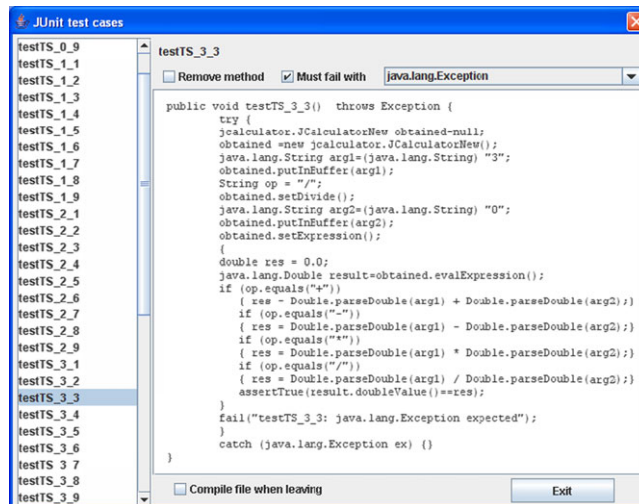 JUnit test cases
testTS_0_9
testTS_1_1
testTS_1_2
testTS_1_3
testTS_1_4
testTS_1_5
testTS_1_6
testTS_1_7
testTS_1_8
testTS_1_9
testTS_2_1
testTS_2_2
testTS_2_3
testTS_2_4
testTS_2_5
testTS_2_6
testTS_2_7
testTS_2_8
testTS_2_9
testTS_3_1
testTS_3_2
testTS_3_3
testTS_3_4
testTS_3_5
testTS_3_6
testTS 3 7
testTS_3_8
testTS_3_9
testTS_3_3
Remove method Must fail with java.lang.Exception
public void testTS_3_3() throws Exception {
try {
jcalculator.JCalculatorNew obtained-null;
obtained =new jcalculator.JCalculatorNew();
java.lang.String arg1=(java.lang.String) "3";
obtained.putInBuffer(arg1);
String op = "/";
obtained.setDivide();
java.lang.String arg2=(java.lang.String) "0";
obtained.putInBuffer(arg2);
obtained.setExpression();
{
double res = 0.0;
java.lang.Double result=obtained.evalExpression();
if (op.equals("+"))
{ res - Double.parseDouble(arg1) + Double.parseDouble(arg2);}
if (op.equals("-"))
{ res = Double.parseDouble(arg1) - Double.parseDouble(arg2);}
if (op.equals("*"))
{ res = Double.parseDouble(arg1) * Double.parseDouble(arg2);}
if (op.equals("/"))
{ res = Double.parseDouble(arg1) / Double.parseDouble(arg2);}
assertTrue(result.doubleValue()==res);
}
fail("testTS_3_3: java.lang.Exception expected");
}
catch (java.lang.Exception ex) {}
}
Compile file when leaving Exit